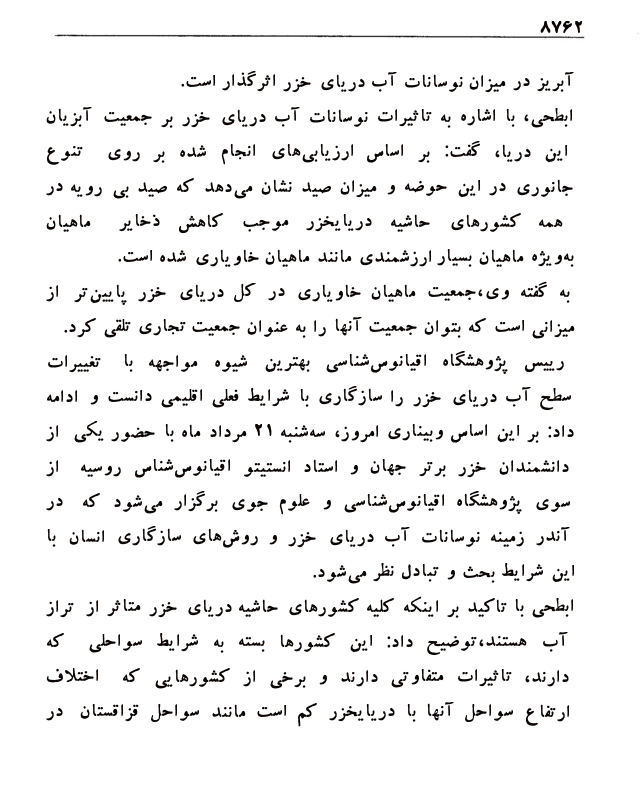 ۸۷۶۲
آبریز در میزان نوسانات آب دریای خزر اثرگذار است.
ابطحی، با اشاره به تاثیرات نوسانات آب دریای خزر بر جمعیت آبزیان
این دریا، گفت: بر اساس ارزیابی‌های انجام شده بر روی تنوع
جانوری در این حوضه و میزان صید نشان می‌دهد که صید بی رویه در
همه کشورهای حاشیه دریایخزر موجب کاهش ذخایر ماهیان
به‌ویژه ماهیان بسیار ارزشمندی مانند ماهیان خاویاری شده است.
به گفته وی،جمعیت ماهیان خاویاری در کل دریای خزر پایین‌تر از
میزانی است که بتوان جمعیت آنها را به عنوان جمعیت تجاری تلقی کرد.
رییس پژوهشگاه اقیانوس‌شناسی بهترین شیوه مواجهه با تغییرات
سطح آب دریای خزر را سازگاری با شرایط فعلی اقلیمی دانست و ادامه
داد: بر این اساس وبیناری امروز، سه‌شنبه ۲۱ مرداد ماه با حضور یکی از
دانشمندان خزر برتر جهان و استاد انستیتو اقیانوس‌شناس روسیه از
سوی پژوهشگاه اقیانوس‌شناسی و علوم جوی برگزار می‌شود که در
آندر زمینه نوسانات آب دریای خزر و روش‌های سازگاری انسان با
این شرایط بحث و تبادل نظر می‌شود.
ابطحی با تاکید بر اینکه کلیه کشورهای حاشیه دریای خزر متاثر از تراز
آب هستند،توضیح داد: این کشورها بسته به شرایط سواحلی که
دارند، تاثیرات متفاوتی دارند و برخی از کشورهایی که اختلاف
ارتفاع سواحل آنها با دریایخزر کم است مانند سواحل قزاقستان در